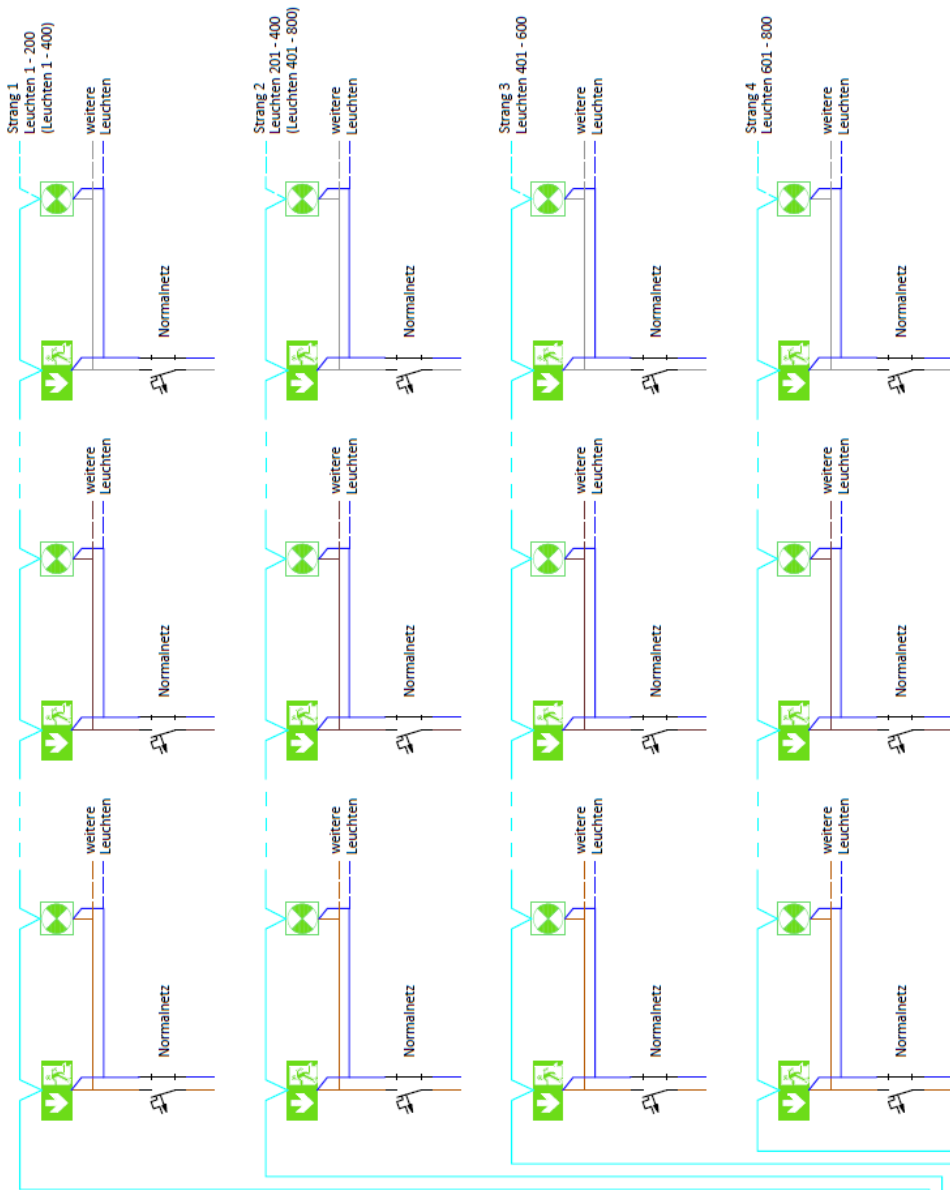 Strang 1
Leuchten 1 - 200
(Leuchten 1 - 400)
weitere
Leuchten
Normalnetz
weitere
Leuchten
Normalnetz
weitere
Leuchten
Normalnetz
Strang 2
Leuchten 201 - 400
(Leuchten 401 - 800)
weitere
Leuchten
Normalnetz
weitere
Leuchten
Normalnetz
weitere
Leuchten
Normalnetz
Strang 3
Leuchten 401 - 600
weitere
Leuchten
Normalnetz
weitere
Leuchten
Normalnetz
weitere
Leuchten
Normalnetz
Strang 4
Leuchten 601 - 800
weitere
Leuchten
Normalnetz
weitere
Leuchten
Normalnetz
weitere
Leuchten
Normalnetz